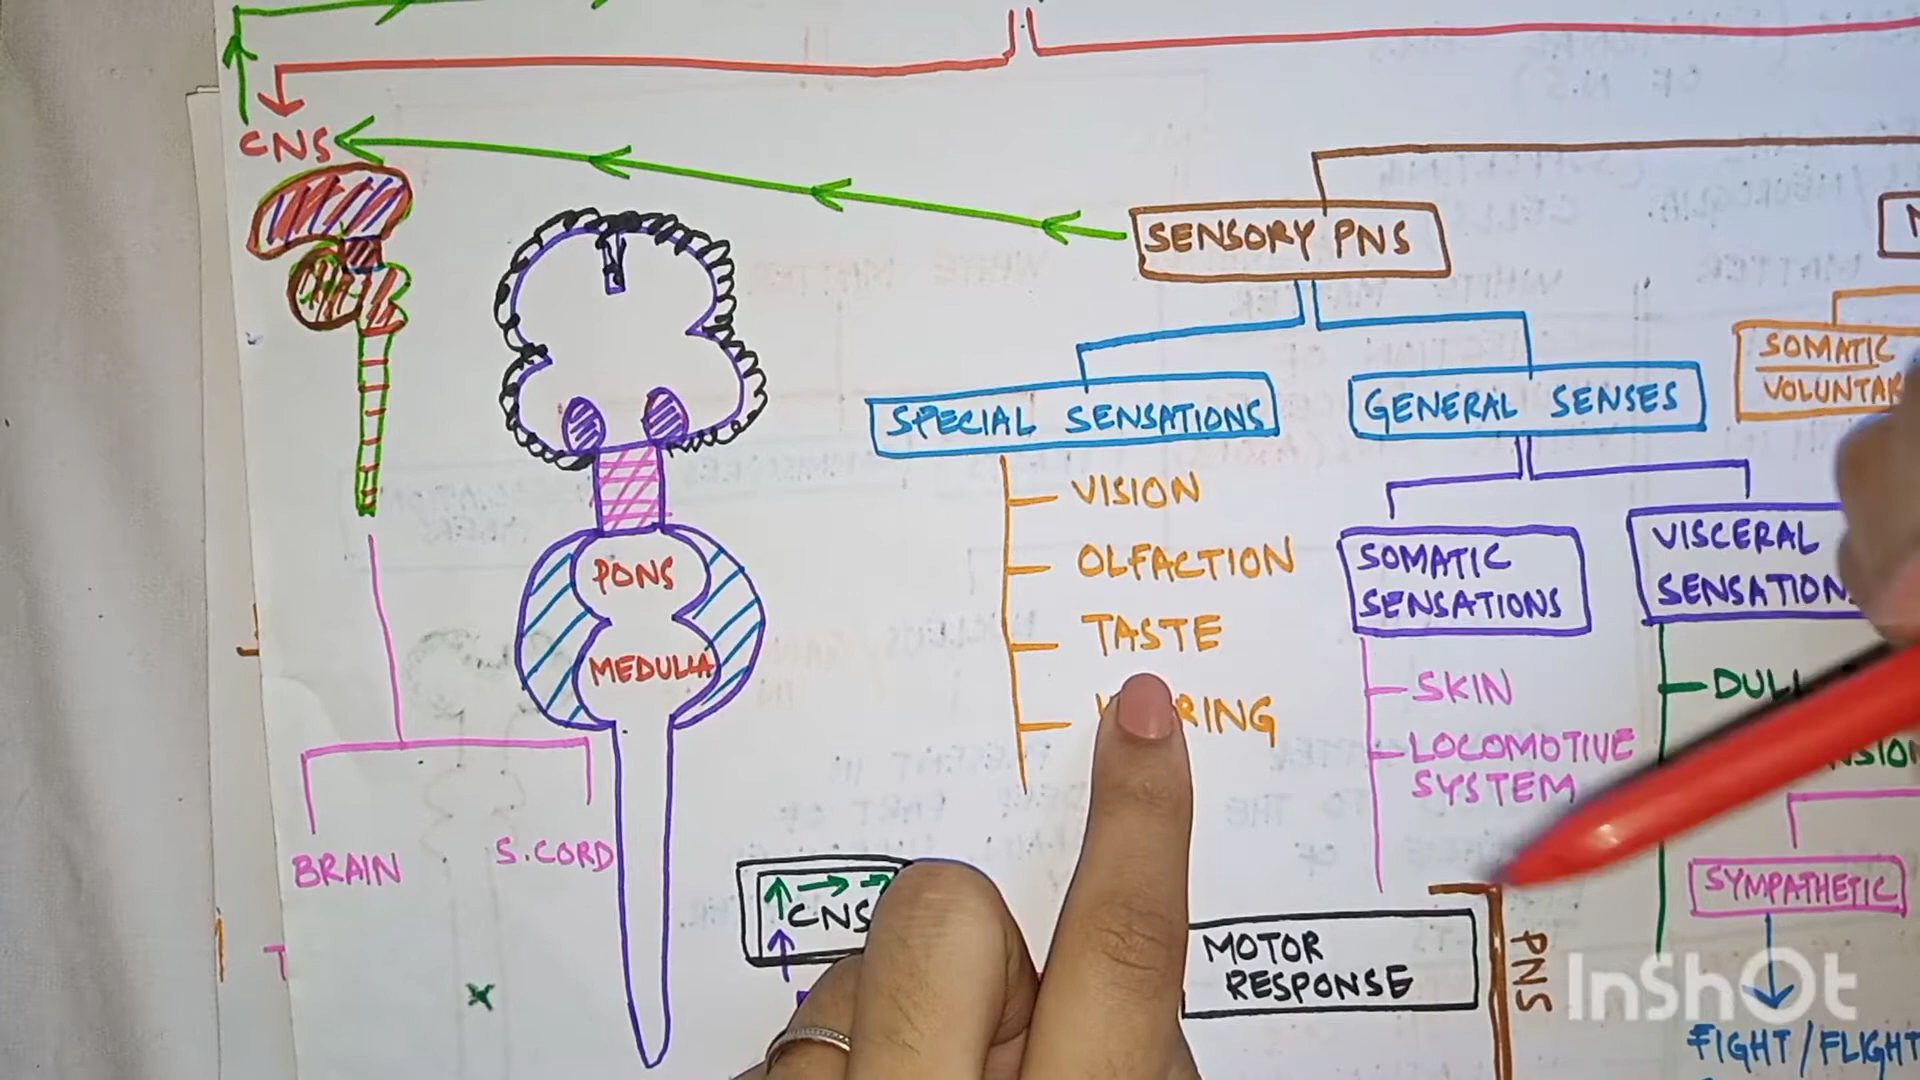 CNS
SENSORY PNS
SPECIAL SENSATIONS
GENERAL SENSES
SOMATIC
VISION
OLFACTION
TASTE
SOMATIC
SENSATIONS
VISCERAL
SKIN
LOCOMOTIVE
SYSTEM
PONS
MEDULLA
BRAIN
S.CORD
CNS
MOTOR
RESPONSE
PNS
SYMPATHETIC
FIGHT/FLIGHT
InShOt